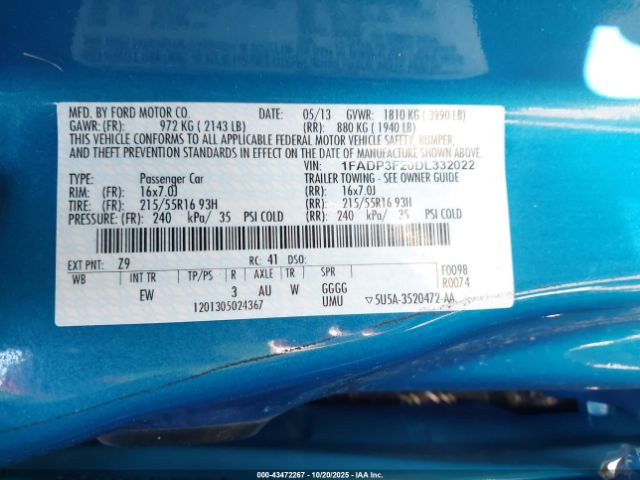 MFD. BY FORD MOTOR CO. DATE: 05/13 GVWR: 1810 KG ( 3990 LB)
GAWR: (FR): 972 KG ( 2143 LB) (RR): 880 KG ( 1940 LB)
THIS VEHICLE CONFORMS TO ALL APPLICABLE FEDERAL MOTOR VEHICLE SAFETY, BUMPER,
AND THEFT PREVENTION STANDARDS IN EFFECT ON THE DATE OF MANUFACTURE SHOWN ABOVE.
VIN: 1FADP3F20DL332022
TYPE: Passenger Car TRAILER TOWING - SEE OWNER GUIDE
RIM: (FR): 16x7.0J (RR): 16x7.0J
TIRE: (FR): 215/55R16 93H (RR): 215/55R16 93H
PRESSURE: (FR): 240 kPa/ 35 PSI COLD (RR): 240 kPa/ 35 PSI COLD
EXT PNT: Z9 RC: 41 DSO: F0098
WB INT TR TP/PS R AXLE TR SPR R0074
EW 3 AU W GGGG
1201305024367 UMU 5U5A-3520472-AA
000-43472267 - 10/20/2025 - IAAI.COM